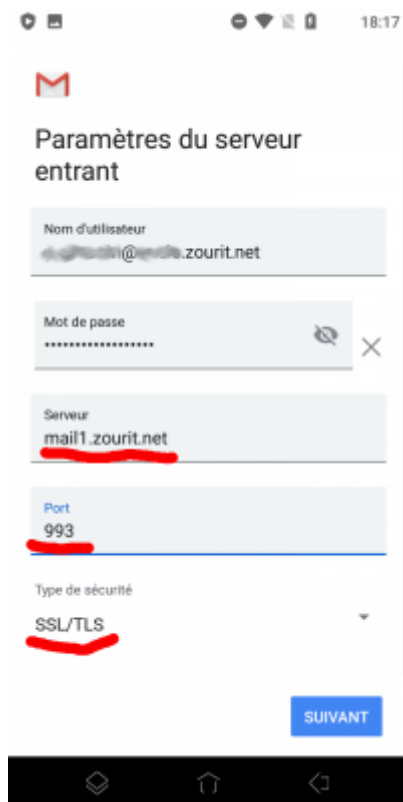 18:17
Paramètres du serveur
entrant
Nom d'utilisateur
@ .zourit.net
Mot de passe
••••••••••••••••••
Serveur
mail1.zourit.net
Port
993
Type de sécurité
SSL/TLS
SUIVANT